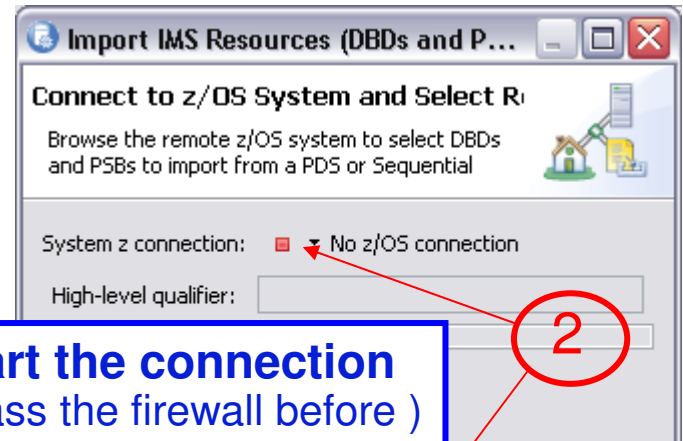 Import IMS Resources (DBDs and P...
Connect to z/OS System and Select
Browse the remote z/OS system to select DBDs
and PSBs to import from a PDS or Sequential
System z connection: No z/OS connection
High-level qualifier:
2
the connection
the firewall before )